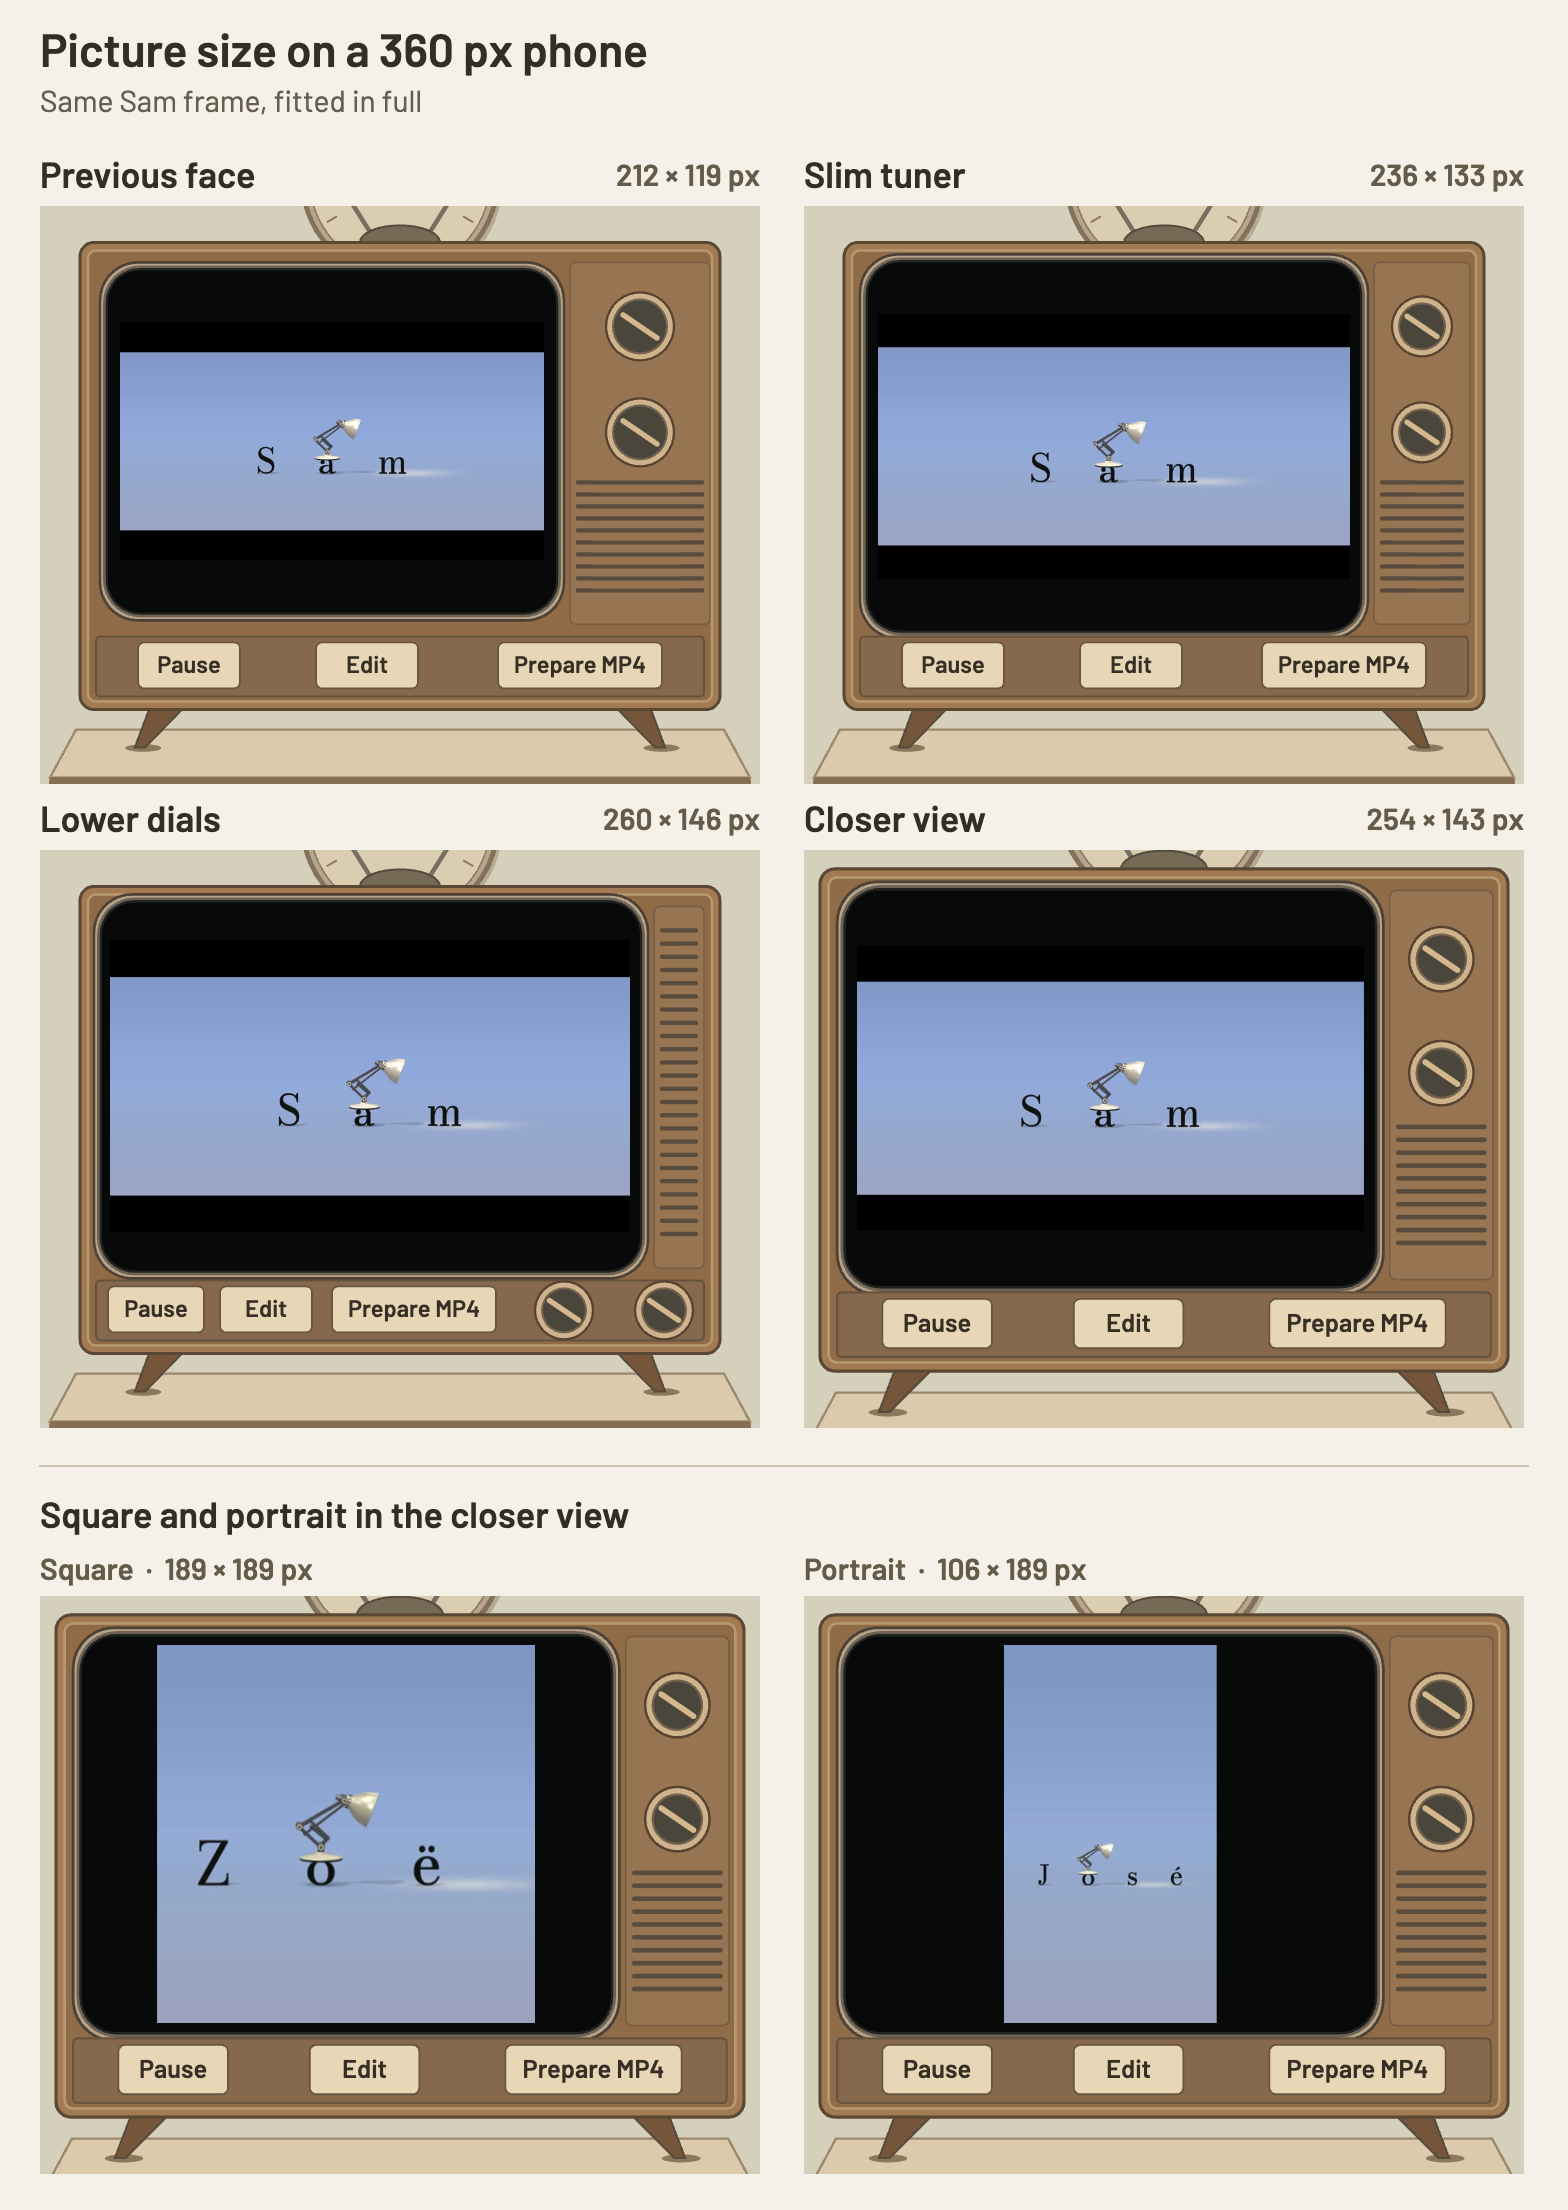 Picture size on a 360 px phone
Same Sam frame, fitted in full
Previous face 212 × 119 px
S a m
Pause Edit Prepare MP4
Slim tuner 236 × 133 px
S a m
Pause Edit Prepare MP4
Lower dials 260 × 146 px
S a m
Pause Edit Prepare MP4
Closer view 254 × 143 px
S a m
Pause Edit Prepare MP4
Square and portrait in the closer view
Square · 189 × 189 px
Z o ë
Pause Edit Prepare MP4
Portrait · 106 × 189 px
J o s é
Pause Edit Prepare MP4